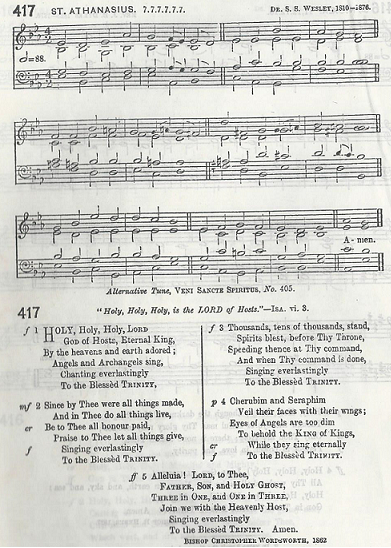 417 ST. ATHANASIUS. 7.7.7.7.7.7. DR. S. S. WESLEY, 1810–1876.
=88.
A-men.
Alternative Tune, VENI SANCTE SPIRITUS, No. 405.
417 "Holy, Holy, Holy, is the LORD of Hosts."—ISA. vi. 3.
f 1 HOLY, Holy, Holy, LORD
GOD of Hosts, Eternal King,
By the heavens and earth adored;
Angels and Archangels sing,
Chanting everlastingly
To the Blessèd TRINITY.
mf 2 Since by Thee were all things made,
And in Thee do all things live,
cr Be to Thee all honour paid,
Praise to Thee let all things give,
f Singing everlastingly
To the Blessèd TRINITY.
f 3 Thousands, tens of thousands, stand,
Spirits blest, before Thy Throne,
Speeding thence at Thy command,
And when Thy command is done,
Singing everlastingly
To the Blessèd TRINITY.
p 4 Cherubim and Seraphim
Veil their faces with their wings;
Eyes of Angels are too dim
To behold the KING of Kings,
cr While they sing eternally
f To the Blessèd TRINITY.
ff 5 Alleluia! LORD, to Thee,
FATHER, SON, and HOLY GHOST,
THREE in ONE, and ONE in THREE,
Join we with the Heavenly Host,
Singing everlastingly
To the Blessèd TRINITY. Amen.
BISHOP CHRISTOPHER WORDSWORTH, 1862